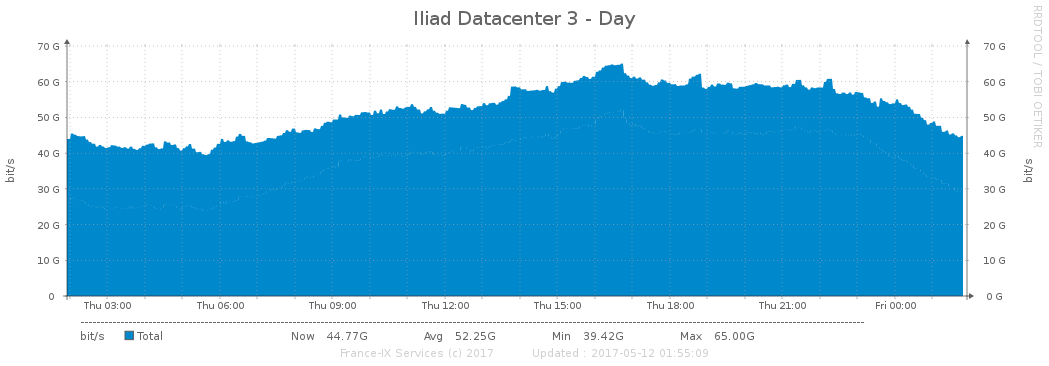 Iliad Datacenter 3 - Day
RRDTOOL / TOBI OETIKER
70 G 70 G
60 G 60 G
50 G 50 G
40 G 40 G
30 G 30 G
20 G 20 G
10 G 10 G
0 0 G
bit/s
bit/s
Thu 03:00 Thu 06:00 Thu 09:00 Thu 12:00 Thu 15:00 Thu 18:00 Thu 21:00 Fri 00:00
bit/s Total Now 44.77G Avg 52.25G Min 39.42G Max 65.00G
France-IX Services (c) 2017 Updated : 2017-05-12 01:55:09